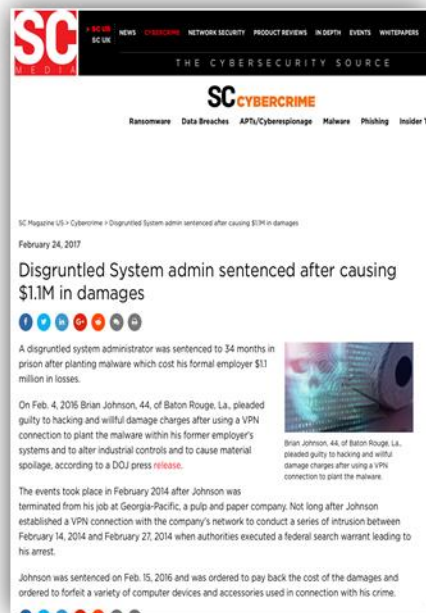 SC
MEDIA
> SC US
SC UK
NEWS CYBERCRIME NETWORK SECURITY PRODUCT REVIEWS IN DEPTH EVENTS WHITEPAPERS
THE CYBERSECURITY SOURCE
SC CYBERCRIME
Ransomware Data Breaches APTs/Cyberespionage Malware Phishing Insider T
SC Magazine US > Cybercrime > Disgruntled System admin sentenced after causing $1.1M in damages
February 24, 2017
Disgruntled System admin sentenced after causing
$1.1M in damages
A disgruntled system administrator was sentenced to 34 months in
prison after planting malware which cost his formal employer $1.1
million in losses.
On Feb. 4, 2016 Brian Johnson, 44, of Baton Rouge, La., pleaded
guilty to hacking and willful damage charges after using a VPN
connection to plant the malware within his former employer's
systems and to alter industrial controls and to cause material
spoilage, according to a DOJ press release.
Brian Johnson, 44, of Baton Rouge, La.,
pleaded guilty to hacking and willful
damage charges after using a VPN
connection to plant the malware.
The events took place in February 2014 after Johnson was
terminated from his job at Georgia-Pacific, a pulp and paper company. Not long after Johnson
established a VPN connection with the company's network to conduct a series of intrusion between
February 14, 2014 and February 27, 2014 when authorities executed a federal search warrant leading to
his arrest.
Johnson was sentenced on Feb. 15, 2016 and was ordered to pay back the cost of the damages and
ordered to forfeit a variety of computer devices and accessories used in connection with his crime.